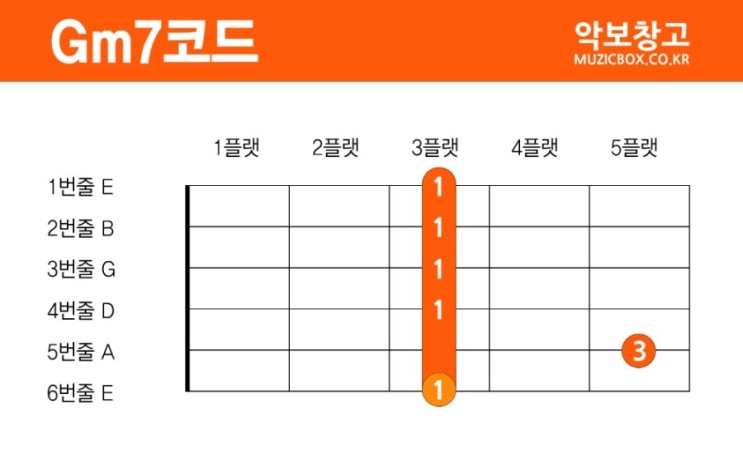 Gm7코드
악보창고
MUZICBOX.CO.KR
1플랫 2플랫 3플랫 4플랫 5플랫
1번줄 E 1
2번줄 B 1
3번줄 G 1
4번줄 D 1
5번줄 A 3
6번줄 E 1